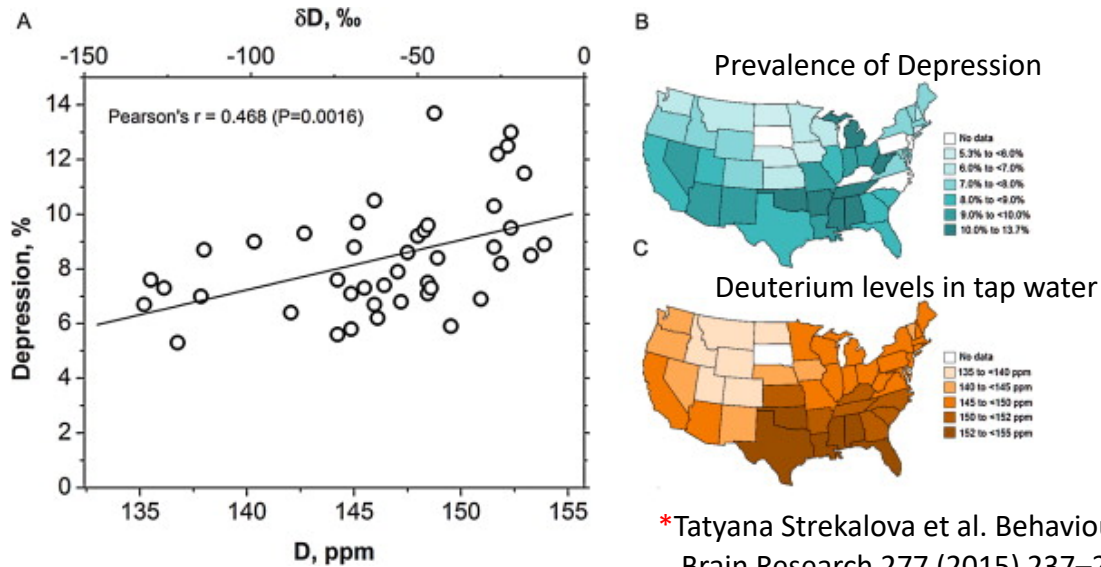 A
δD, ‰
-150
-100
-50
0
Pearson's r = 0.468 (P=0.0016)
Depression, %
14
12
10
8
6
4
2
0
135
140
145
150
155
D, ppm
B
Prevalence of Depression
No data
5.3% to <6.0%
6.0% to <7.0%
7.0% to <8.0%
8.0% to <9.0%
9.0% to <10.0%
10.0% to 13.7%
C
Deuterium levels in tap water
No data
135 to <140 ppm
140 to <145 ppm
145 to <150 ppm
150 to <152 ppm
152 to <155 ppm
*Tatyana Strekalova et al. Behaviou
Brain Research 277 (2015) 237–2